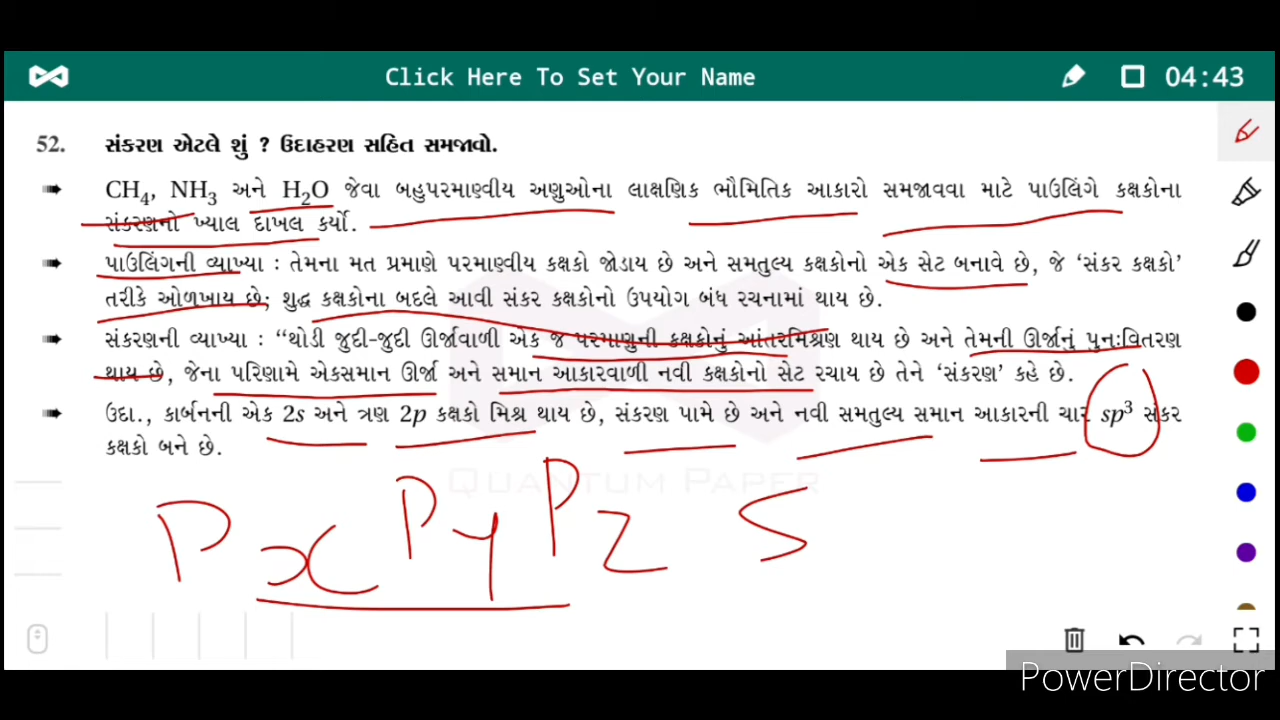 Click Here To Set Your Name
04:43
52. સંકરણ એટલે શું ? ઉદાહરણ સહિત સમજાવો.
➠ CH₄, NH₃ અને H₂O જેવા બહુપરમાણ્વીય અણુઓના લાક્ષણિક ભૌમિતિક આકારો સમજાવવા માટે પાઉલિંગે કક્ષકોના
સંકરણનો ખ્યાલ દાખલ કર્યો.
➠ પાઉલિંગની વ્યાખ્યા : તેમના મત પ્રમાણે પરમાણ્વીય કક્ષકો જોડાય છે અને સમતુલ્ય કક્ષકોનો એક સેટ બનાવે છે, જે ‘સંકર કક્ષકો’
તરીકે ઓળખાય છે; શુદ્ધ કક્ષકોના બદલે આવી સંકર કક્ષકોનો ઉપયોગ બંધ રચનામાં થાય છે.
➠ સંકરણની વ્યાખ્યા : “થોડી જુદી-જુદી ઊર્જાવાળી એક જ પરમાણુની કક્ષકોનું આંતરમિશ્રણ થાય છે અને તેમની ઊર્જાનું પુનઃવિતરણ
થાય છે, જેના પરિણામે એકસમાન ઊર્જા અને સમાન આકારવાળી નવી કક્ષકોનો સેટ રચાય છે તેને ‘સંકરણ’ કહે છે.
➠ ઉદા., કાર્બનની એક 2s અને ત્રણ 2p કક્ષકો મિશ્ર થાય છે, સંકરણ પામે છે અને નવી સમતુલ્ય સમાન આકારની ચાર sp³ સંકર
કક્ષકો બને છે.
QUANTUM PAPER
Px Py Pz S
PowerDirector